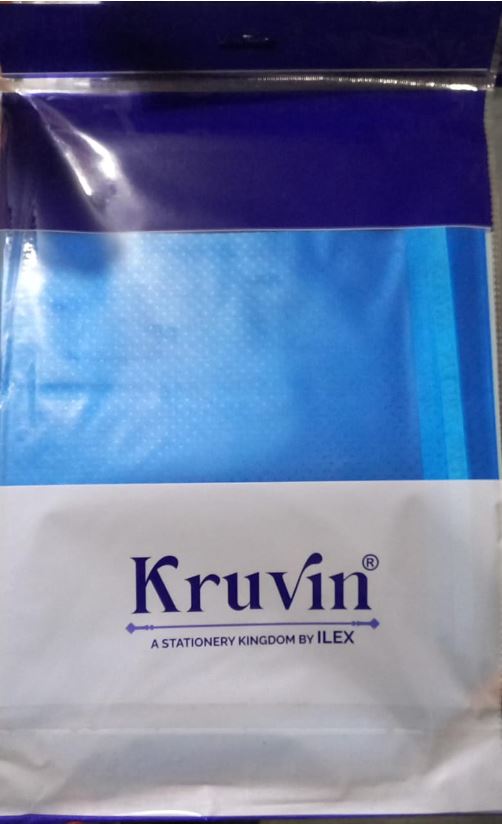 Kruvin®
A STATIONERY KINGDOM BY ILEX